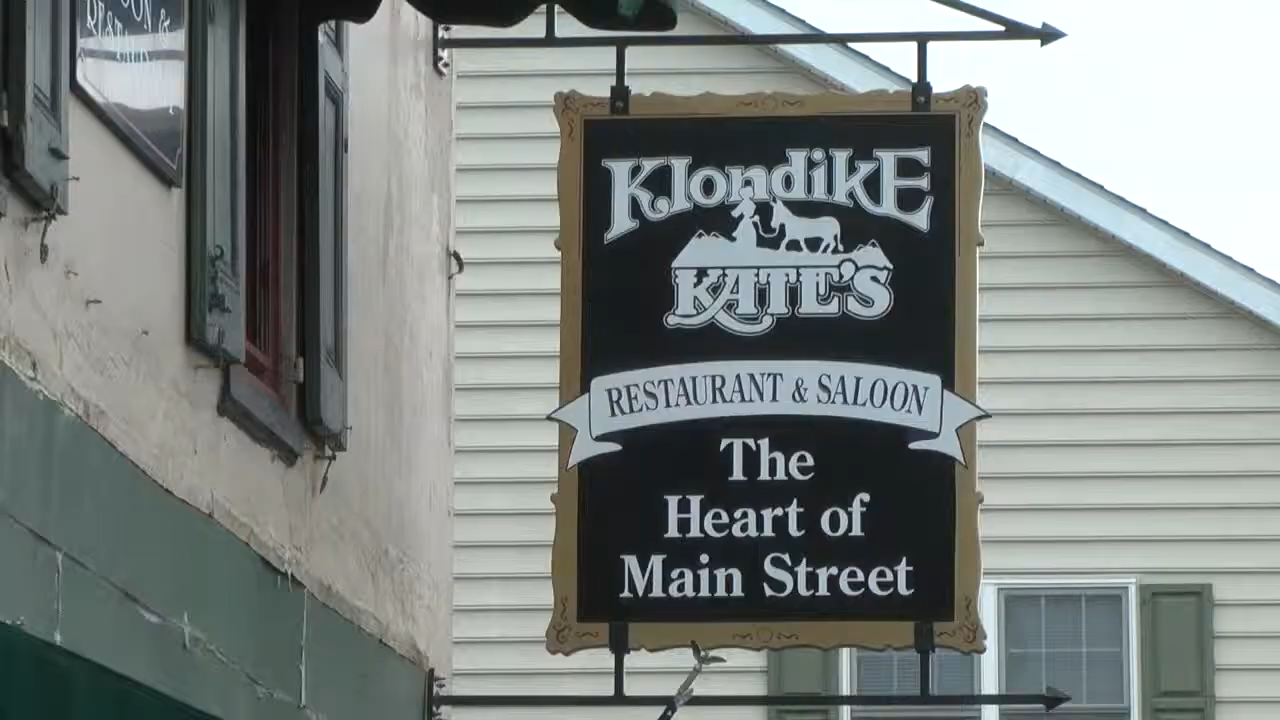 KlondikE
KATE'S
RESTAURANT & SALOON
The
Heart of
Main Street